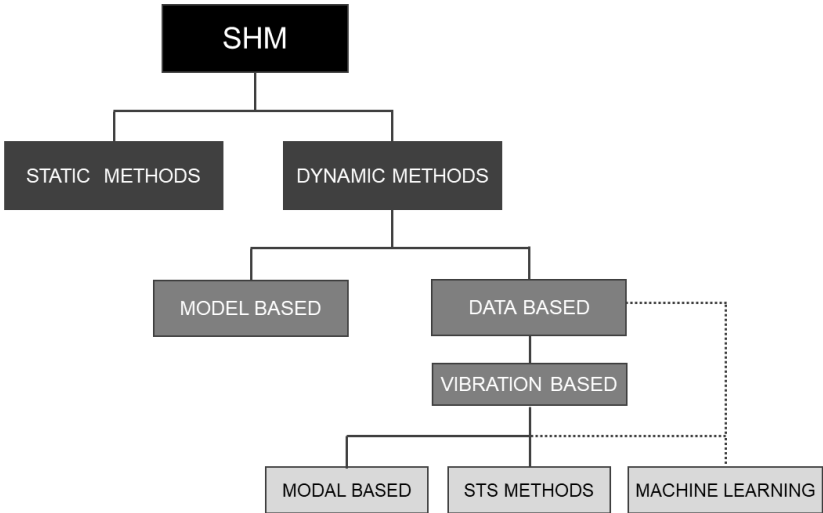 SHM
STATIC METHODS
DYNAMIC METHODS
MODEL BASED
DATA BASED
VIBRATION BASED
MODAL BASED
STS METHODS
MACHINE LEARNING